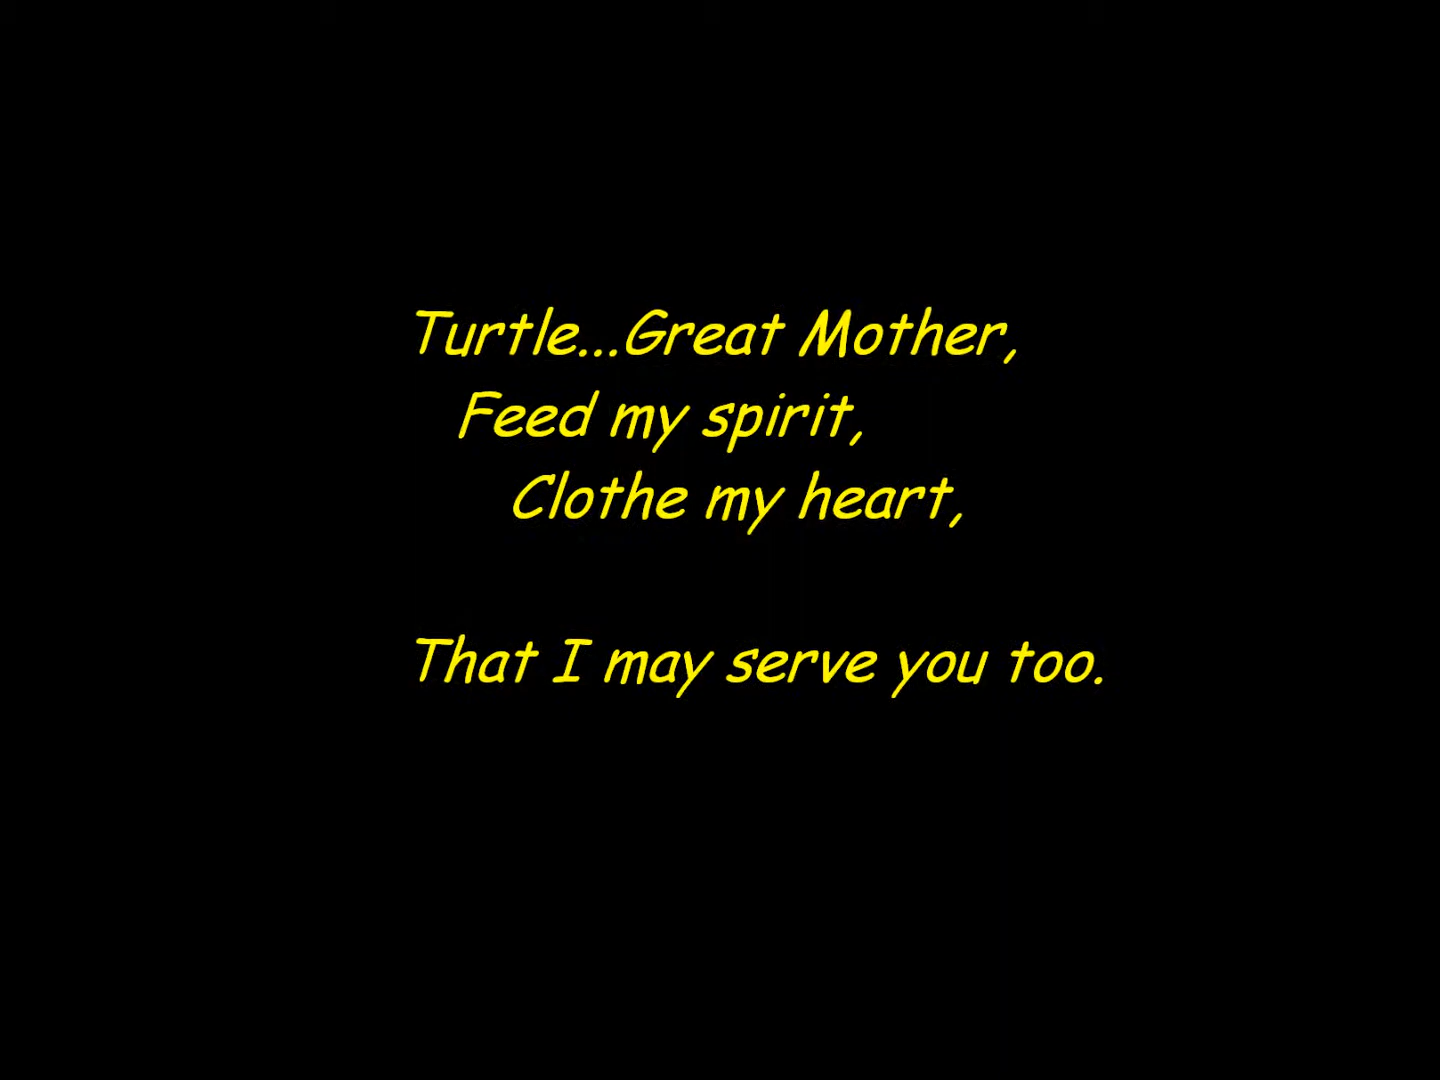 Turtle...Great Mother,
Feed my spirit,
Clothe my heart,
That I may serve you too.